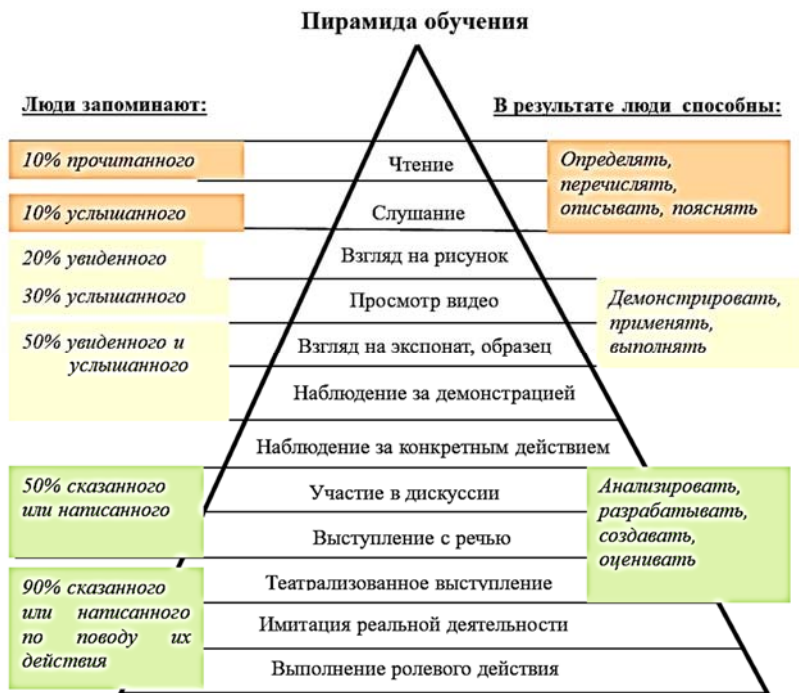 Пирамида обучения
Люди запоминают:
В результате люди способны:
10% прочитанного
10% услышанного
20% увиденного
30% услышанного
50% увиденного и
услышанного
50% сказанного
или написанного
90% сказанного
или написанного
по поводу их
действия
Чтение
Слушание
Взгляд на рисунок
Просмотр видео
Взгляд на экспонат, образец
Наблюдение за демонстрацией
Наблюдение за конкретным действием
Участие в дискуссии
Выступление с речью
Театрализованное выступление
Имитация реальной деятельности
Выполнение ролевого действия
Определять,
перечислять,
описывать, пояснять
Демонстрировать,
применять,
выполнять
Анализировать,
разрабатывать,
создавать,
оценивать